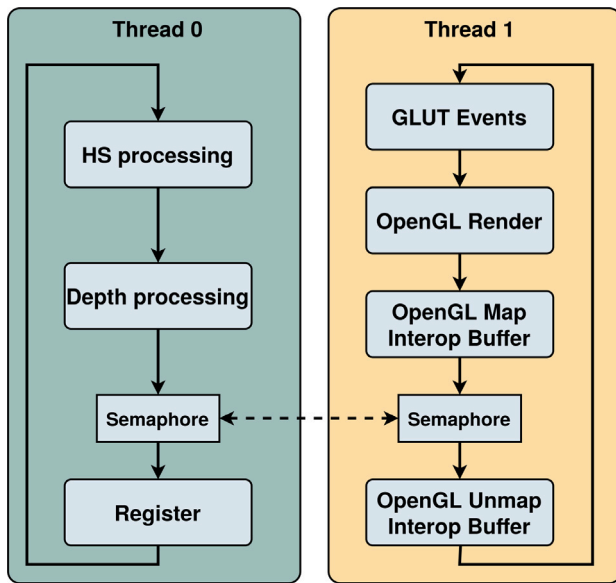 Thread 0
HS processing
Depth processing
Semaphore
Register
Thread 1
GLUT Events
OpenGL Render
OpenGL Map
Interop Buffer
Semaphore
OpenGL Unmap
Interop Buffer